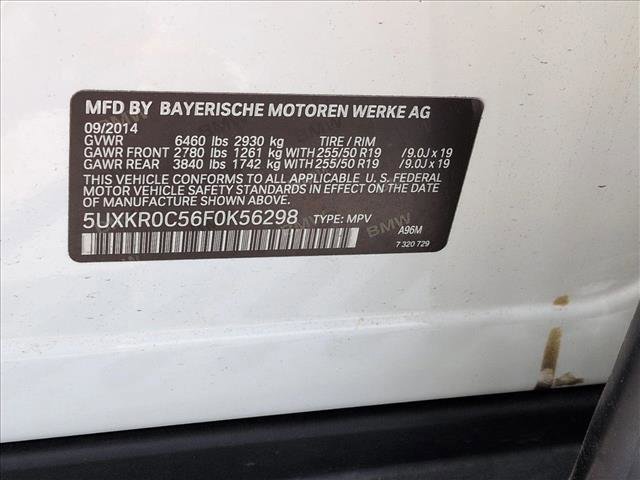 MFD BY BAYERISCHE MOTOREN WERKE AG
09/2014
GVWR 6460 lbs 2930 kg TIRE / RIM
GAWR FRONT 2780 lbs 1261 kg WITH 255/50 R19 /9.0J x 19
GAWR REAR 3840 lbs 1742 kg WITH 255/50 R19 /9.0J x 19
THIS VEHICLE CONFORMS TO ALL APPLICABLE U. S. FEDERAL
MOTOR VEHICLE SAFETY STANDARDS IN EFFECT ON THE DATE OF
MANUFACTURE SHOWN ABOVE.
5UXKR0C56F0K56298 TYPE: MPV A96M
7 320 729
BMW